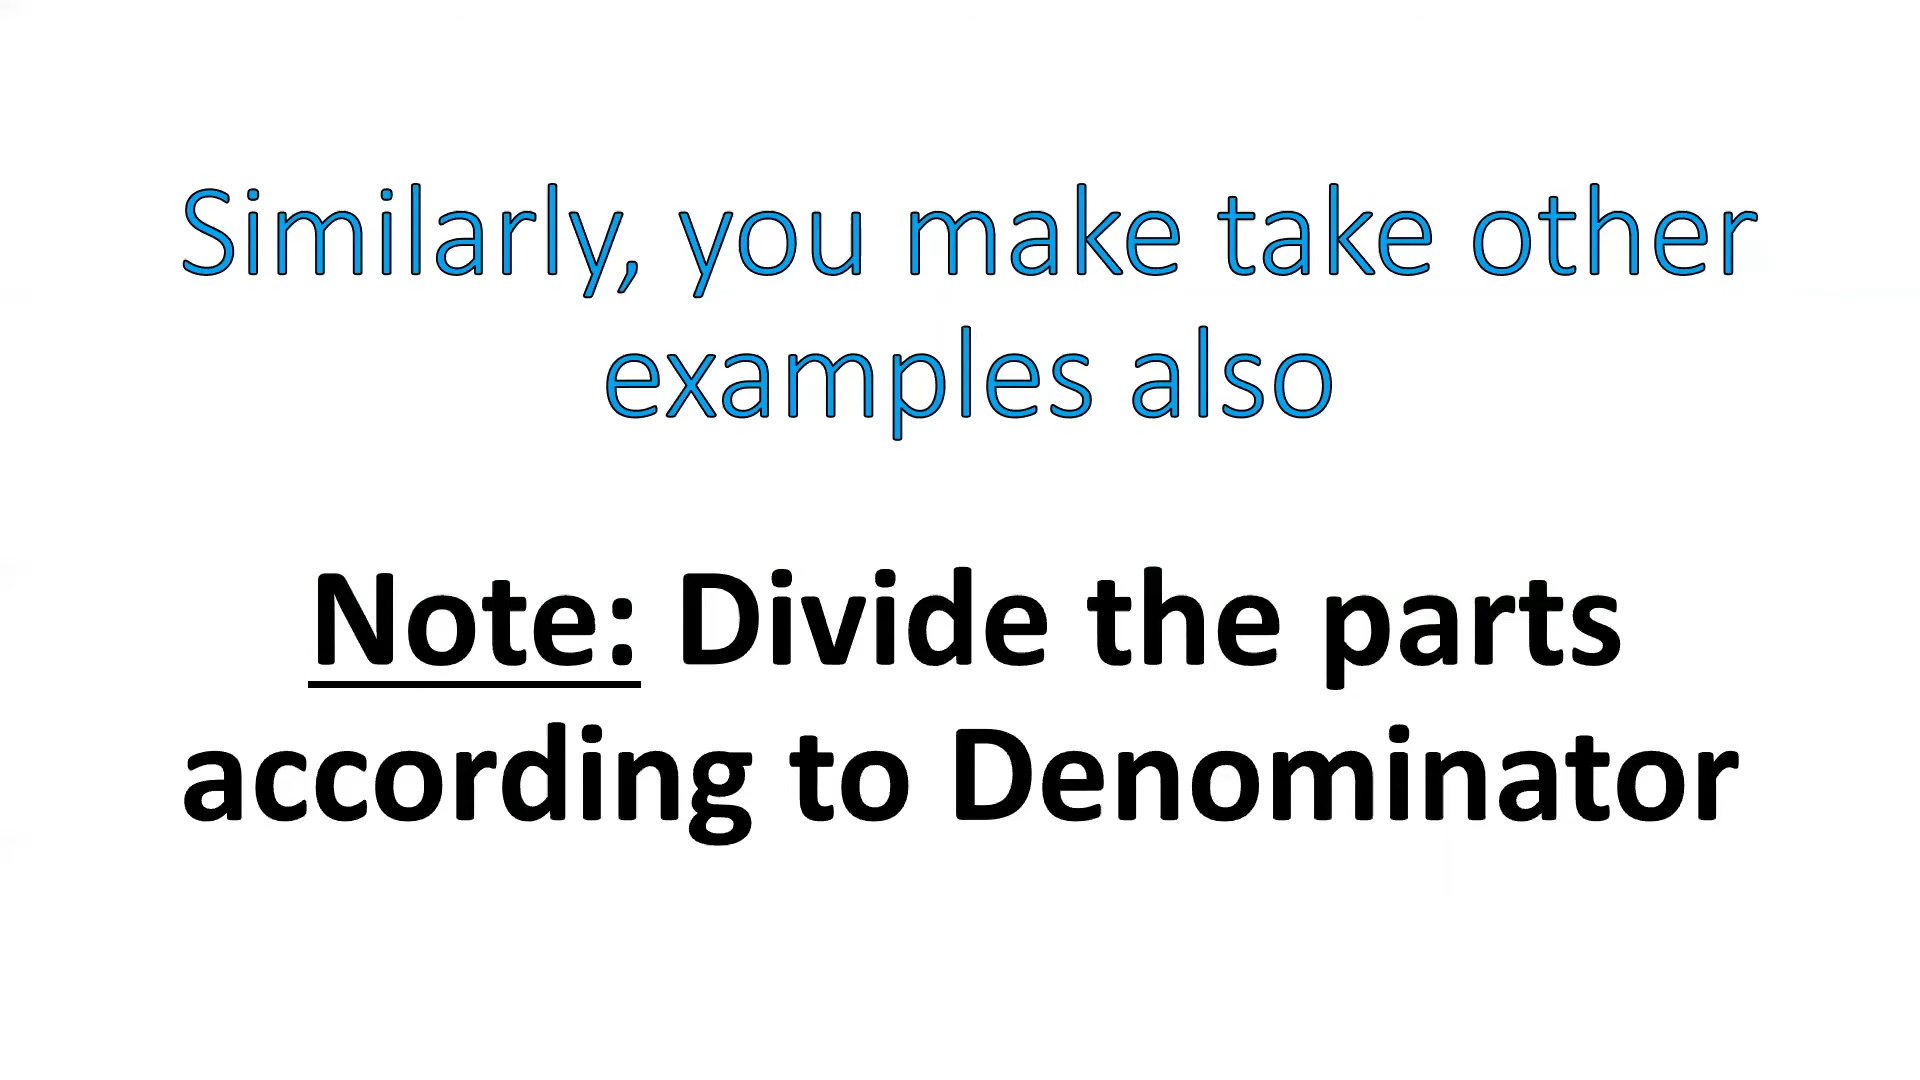 Similarly, you make take other
examples also
Note: Divide the parts
according to Denominator